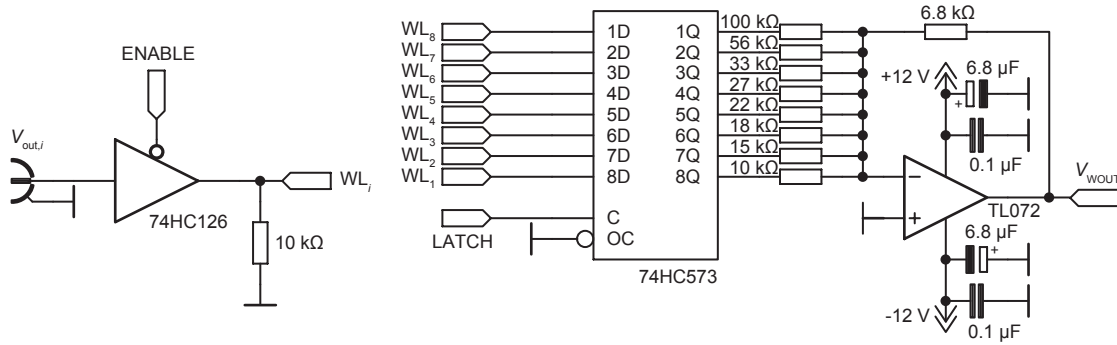 ENABLE
Vout,i
74HC126
WLi
10 kΩ
WL8 1D 1Q 100 kΩ
WL7 2D 2Q 56 kΩ
WL6 3D 3Q 33 kΩ
WL5 4D 4Q 27 kΩ
WL4 5D 5Q 22 kΩ
WL3 6D 6Q 18 kΩ
WL2 7D 7Q 15 kΩ
WL1 8D 8Q 10 kΩ
LATCH C
OC
74HC573
6.8 kΩ
+12 V
6.8 µF
+
0.1 µF
−
+
TL072
VWOUT
6.8 µF
+
-12 V
0.1 µF